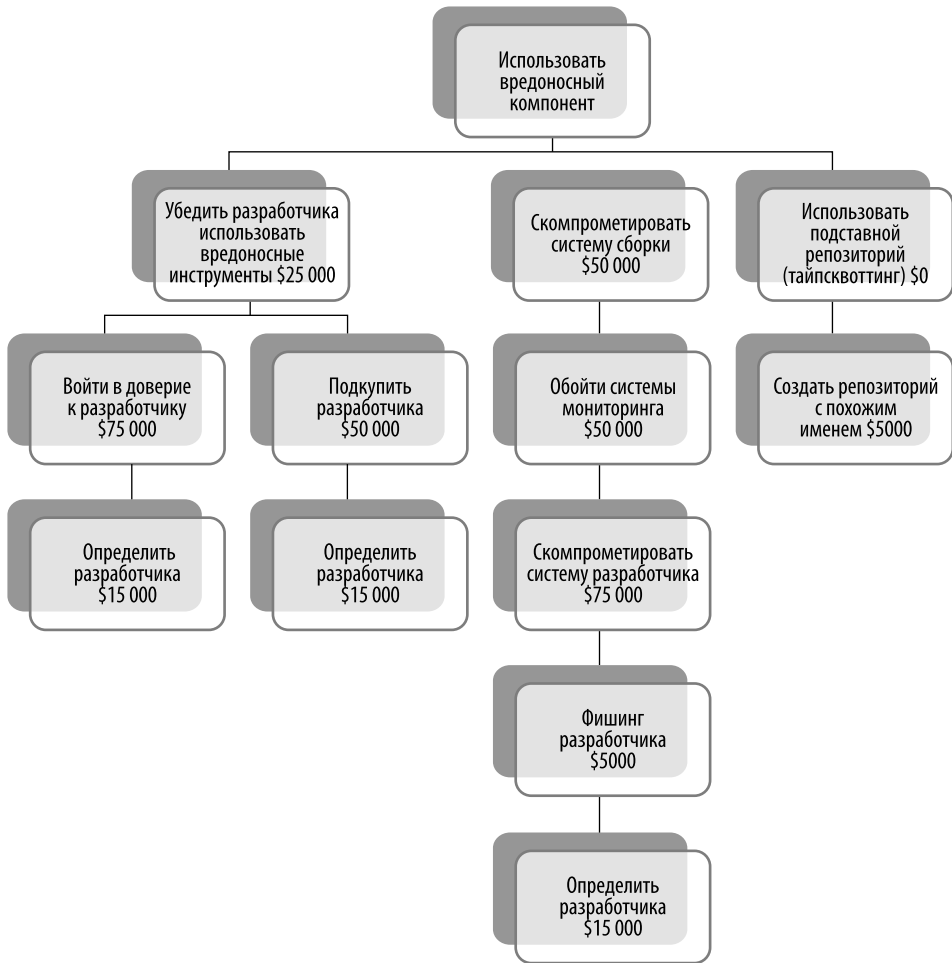 Использовать
вредоносный
компонент
Убедить разработчика
использовать
вредоносные
инструменты $25 000
Скомпрометировать
систему сборки
$50 000
Использовать
подставной
репозиторий
(тайпсквоттинг) $0
Войти в доверие
к разработчику
$75 000
Подкупить
разработчика
$50 000
Обойти системы
мониторинга
$50 000
Создать репозиторий
с похожим
именем $5000
Определить
разработчика
$15 000
Определить
разработчика
$15 000
Скомпрометировать
систему разработчика
$75 000
Фишинг
разработчика
$5000
Определить
разработчика
$15 000